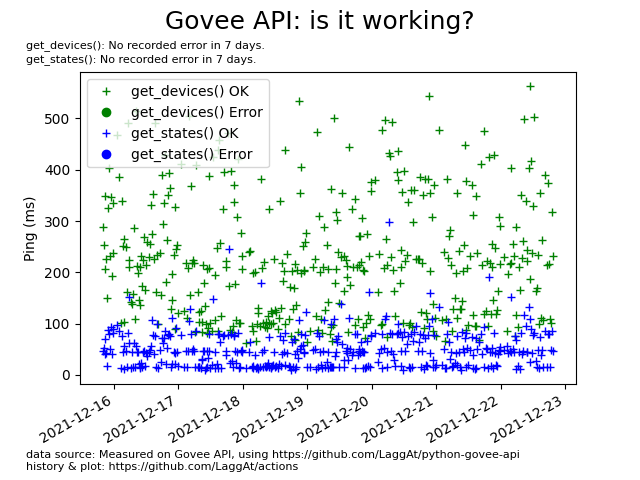 Govee API: is it working?
get_devices(): No recorded error in 7 days.
get_states(): No recorded error in 7 days.
get_devices() OK
get_devices() Error
get_states() OK
get_states() Error
Ping (ms)
500
400
300
200
100
0
2021-12-16
2021-12-17
2021-12-18
2021-12-19
2021-12-20
2021-12-21
2021-12-22
2021-12-23
data source: Measured on Govee API, using https://github.com/LaggAt/python-govee-api
history & plot: https://github.com/LaggAt/actions